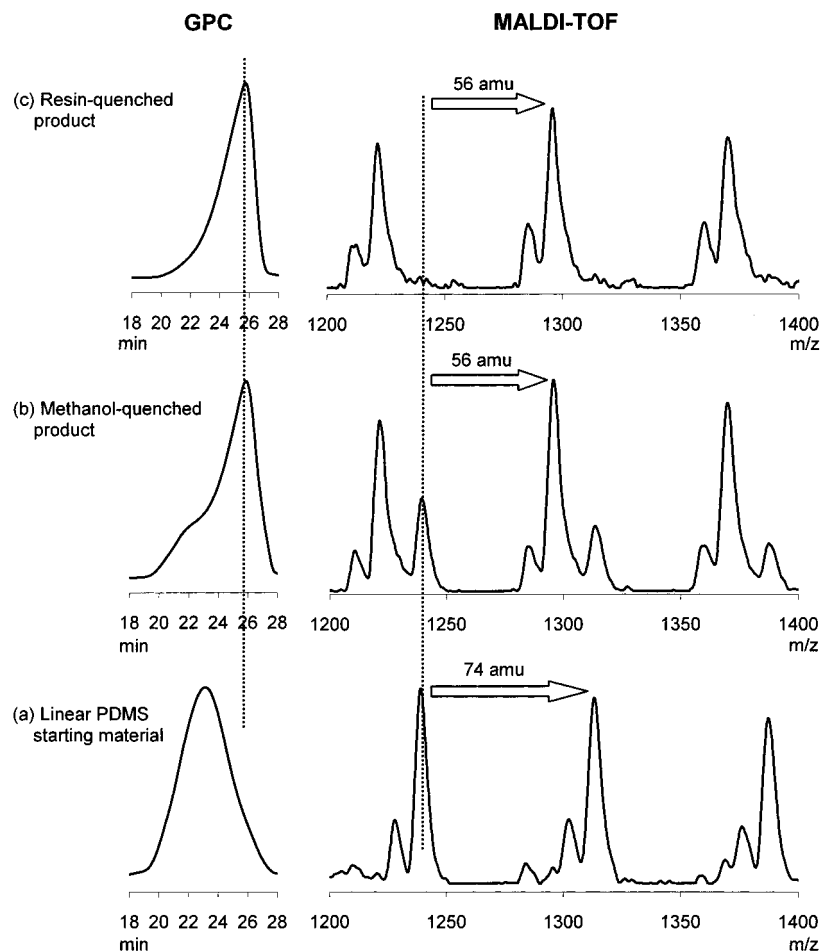 GPC MALDI-TOF
56 amu
(c) Resin-quenched
product
18 20 22 24 26 28 1200 1250 1300 1350 1400
min m/z
56 amu
(b) Methanol-quenched
product
18 20 22 24 26 28 1200 1250 1300 1350 1400
min m/z
74 amu
(a) Linear PDMS
starting material
18 20 22 24 26 28 1200 1250 1300 1350 1400
min m/z